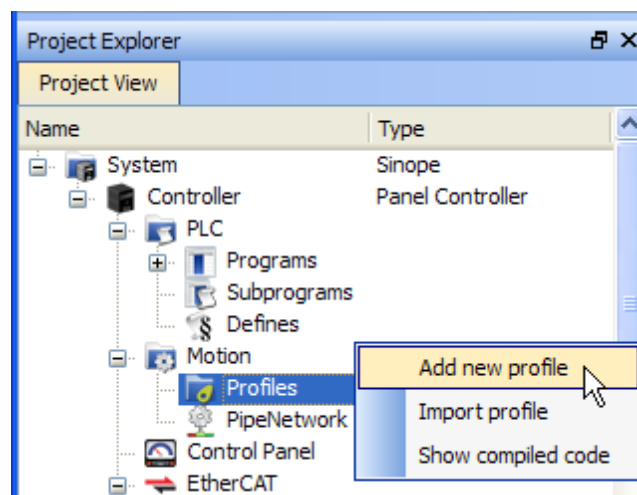 Project Explorer
Project View
Name Type
System Sinope
Controller Panel Controller
PLC
Programs
Subprograms
Defines
Motion
Add new profile
Profiles
Import profile
PipeNetwork
Control Panel
Show compiled code
EtherCAT